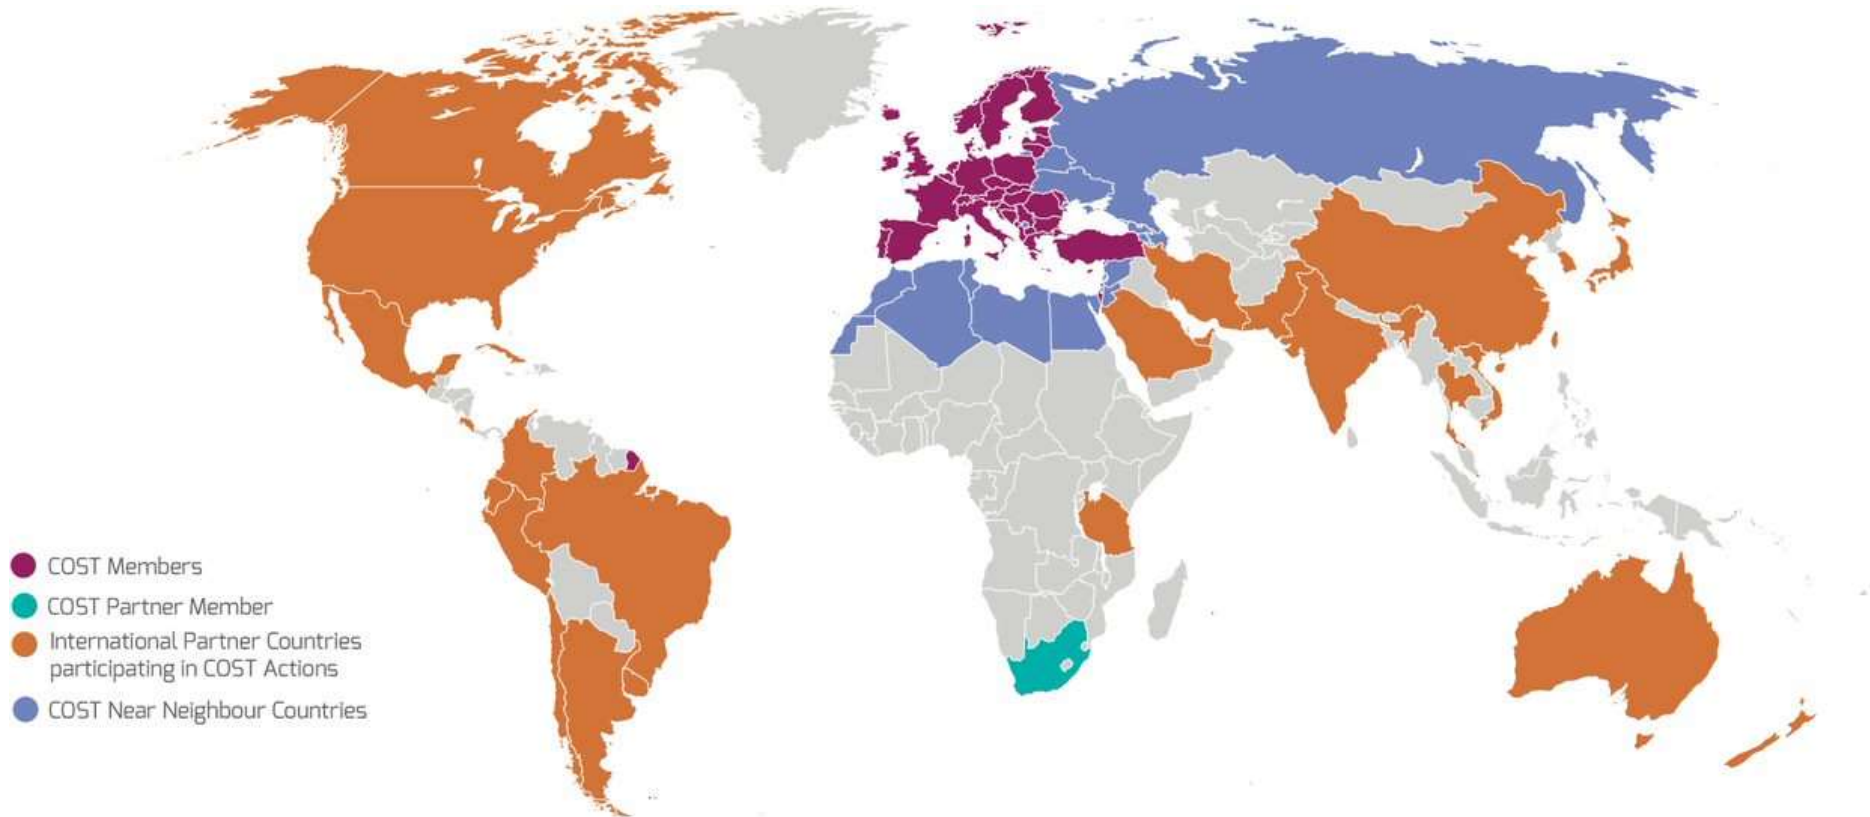 COST Members
COST Partner Member
International Partner Countries
participating in COST Actions
COST Near Neighbour Countries